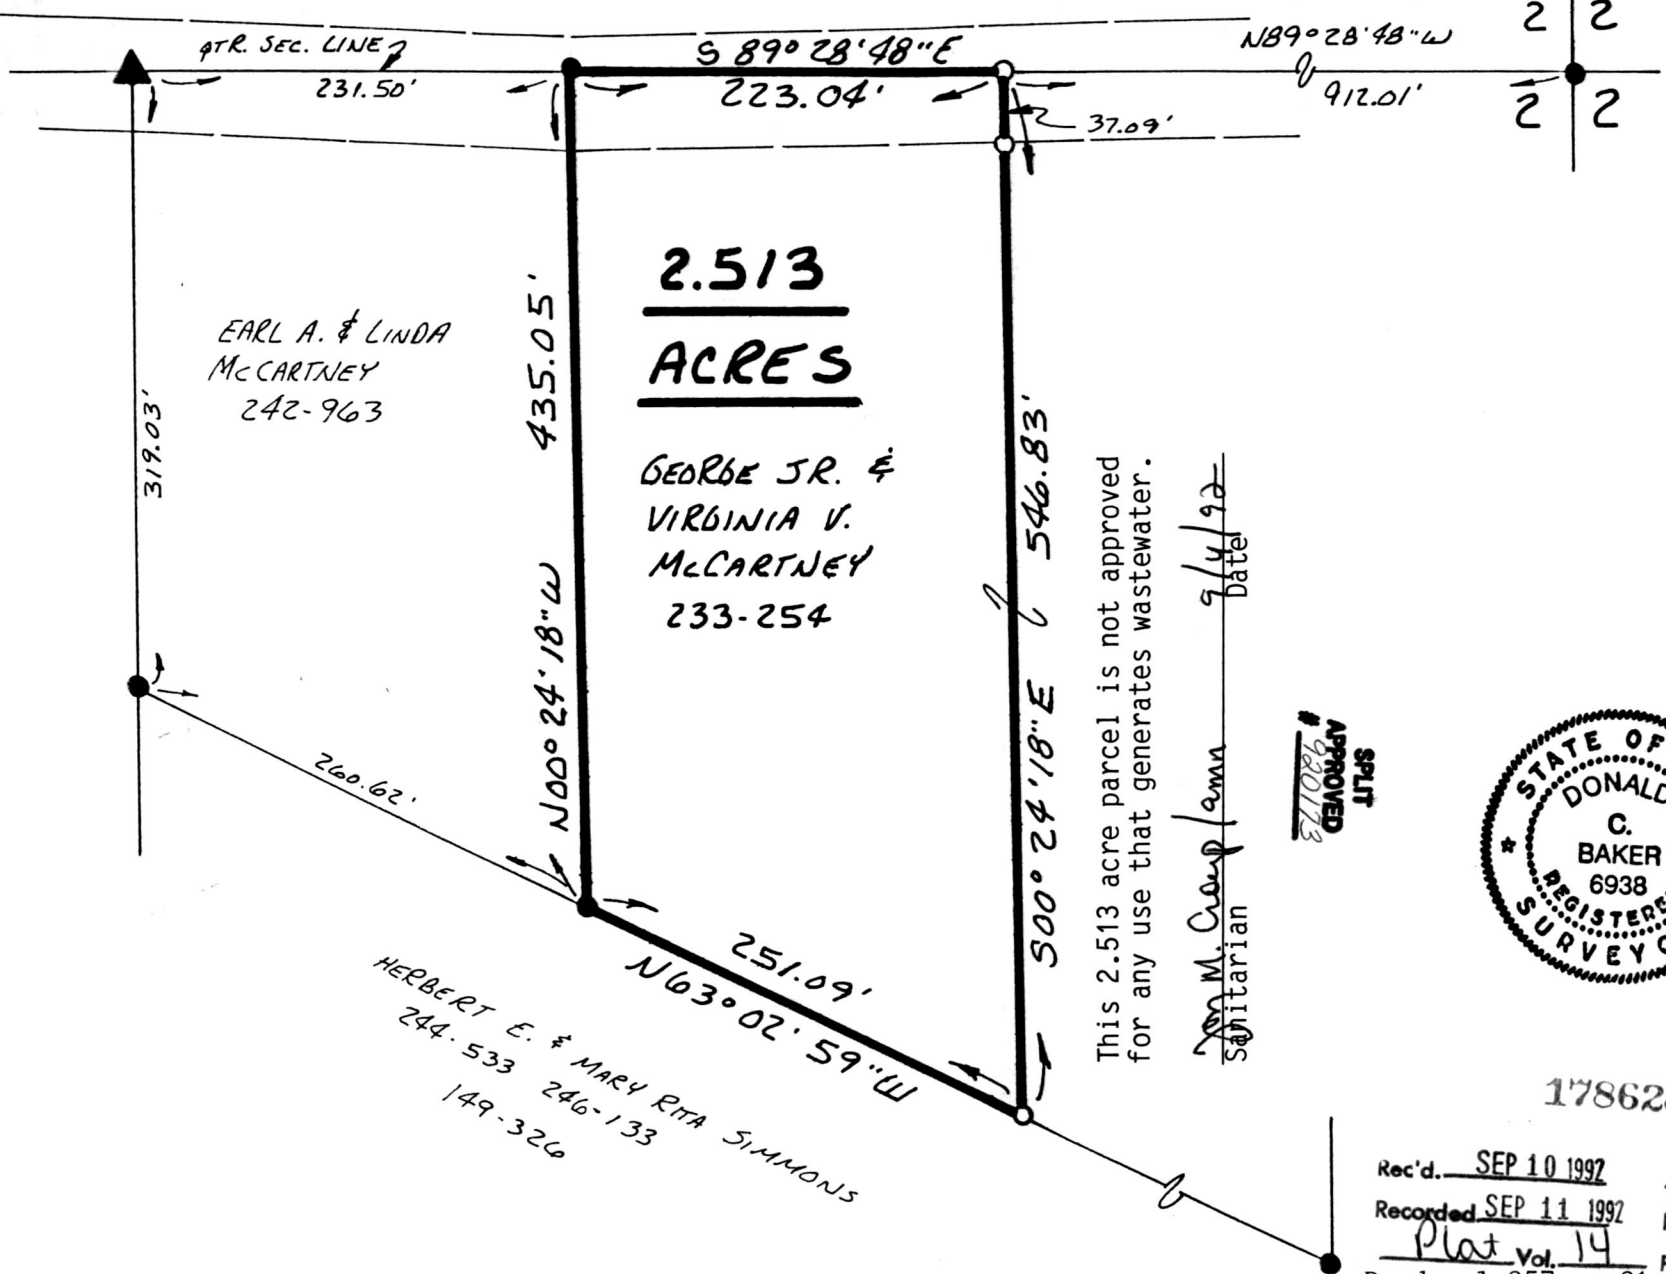 QTR. SEC. LINE
231.50'
S 89° 28' 48" E
223.04'
N89°28'48"W
912.01'
2 2
2 2
37.09'
2.513
ACRES
EARL A. & LINDA
McCARTNEY
242-963
319.03'
435.05'
N00° 24' 18" W
GEORGE JR. &
VIRGINIA V.
McCARTNEY
233-254
546.83'
S00° 24' 18" E
260.62'
251.09'
N63° 02' 59" W
HERBERT E. & MARY RITA SIMMONS
244-533 246-133
149-326
This 2.513 acre parcel is not approved
for any use that generates wastewater.
9/4/92
Sanitarian Date
SPLIT
APPROVED
# 920173
STATE OF
DONALD
C.
BAKER
6938
REGISTERE
SURVEYO
17862
Rec'd. SEP 10 1992
Recorded SEP 11 1992
Plat Vol. 14